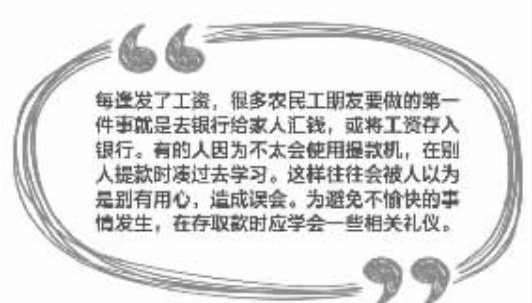 每逢发了工资，很多农民工朋友要做的第一
件事就是去银行给家人汇钱，或将工资存入
银行。有的人因为不太会使用提款机，在别
人提款时凑过去学习。这样往往会被人以为
是别有用心，造成误会。为避免不愉快的事
情发生，在存取款时应学会一些相关礼仪。